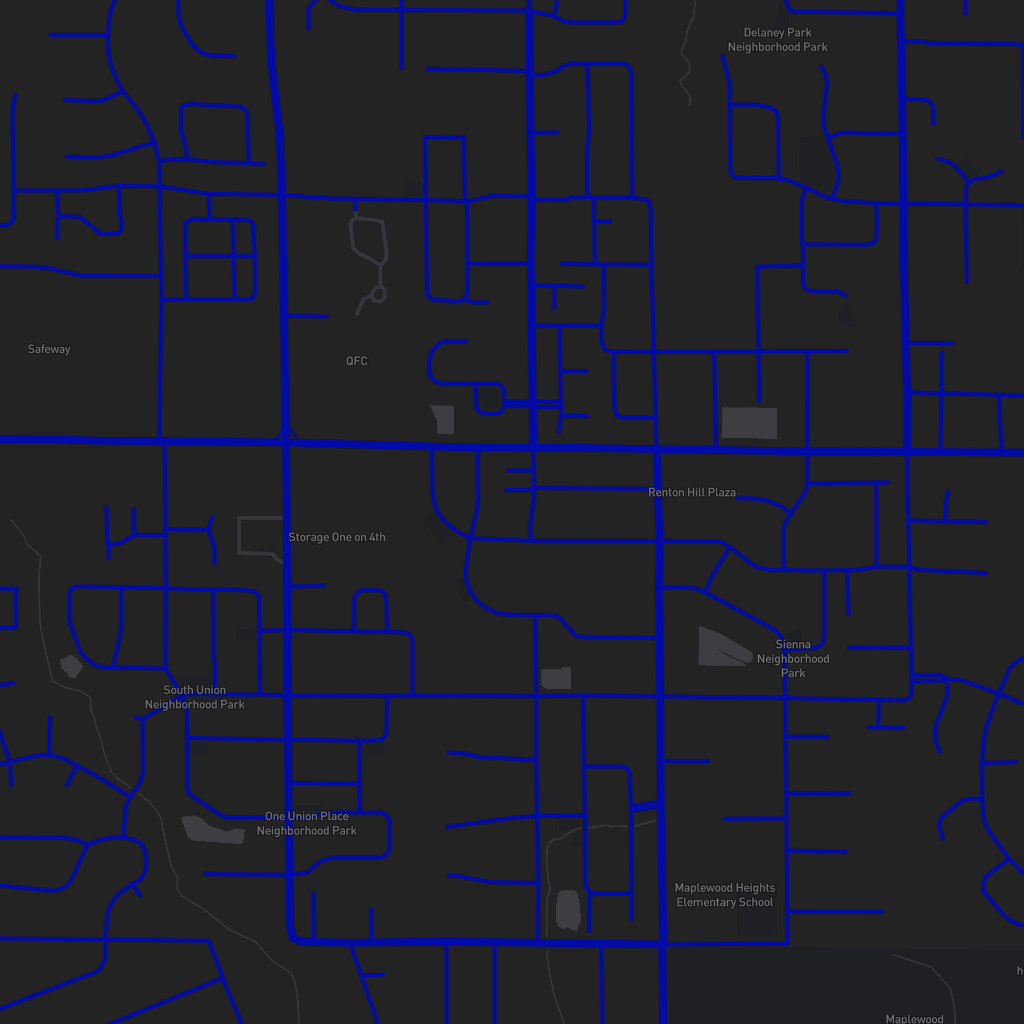 Delaney Park
Neighborhood Park
Safeway
QFC
Renton Hill Plaza
Storage One on 4th
Sienna
Neighborhood
Park
South Union
Neighborhood Park
One Union Place
Neighborhood Park
Maplewood Heights
Elementary School
Maplewood